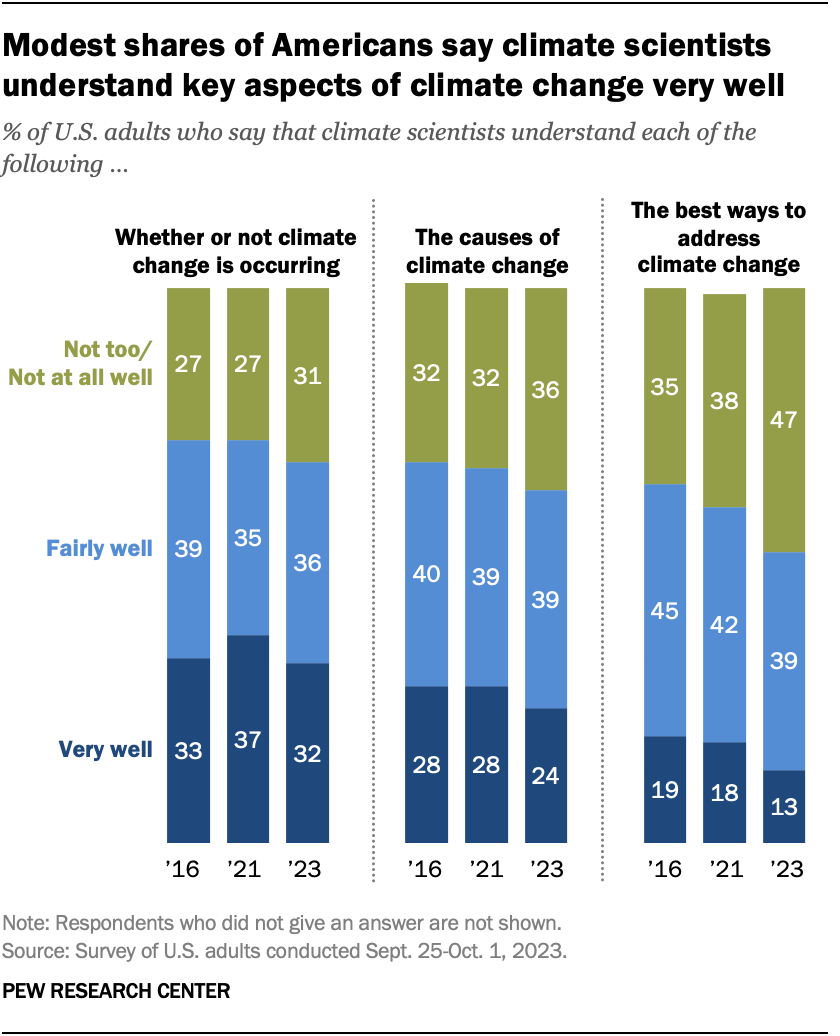 Modest shares of Americans say climate scientists
understand key aspects of climate change very well
% of U.S. adults who say that climate scientists understand each of the
following ...
Whether or not climate
change is occurring
The causes of
climate change
The best ways to
address
climate change
Not too/
Not at all well
27 27 31 32 32 36 35 38 47
Fairly well
39 35 36 40 39 39 45 42 39
Very well
33 37 32 28 28 24 19 18 13
’16 ’21 ’23 ’16 ’21 ’23 ’16 ’21 ’23
Note: Respondents who did not give an answer are not shown.
Source: Survey of U.S. adults conducted Sept. 25-Oct. 1, 2023.
PEW RESEARCH CENTER